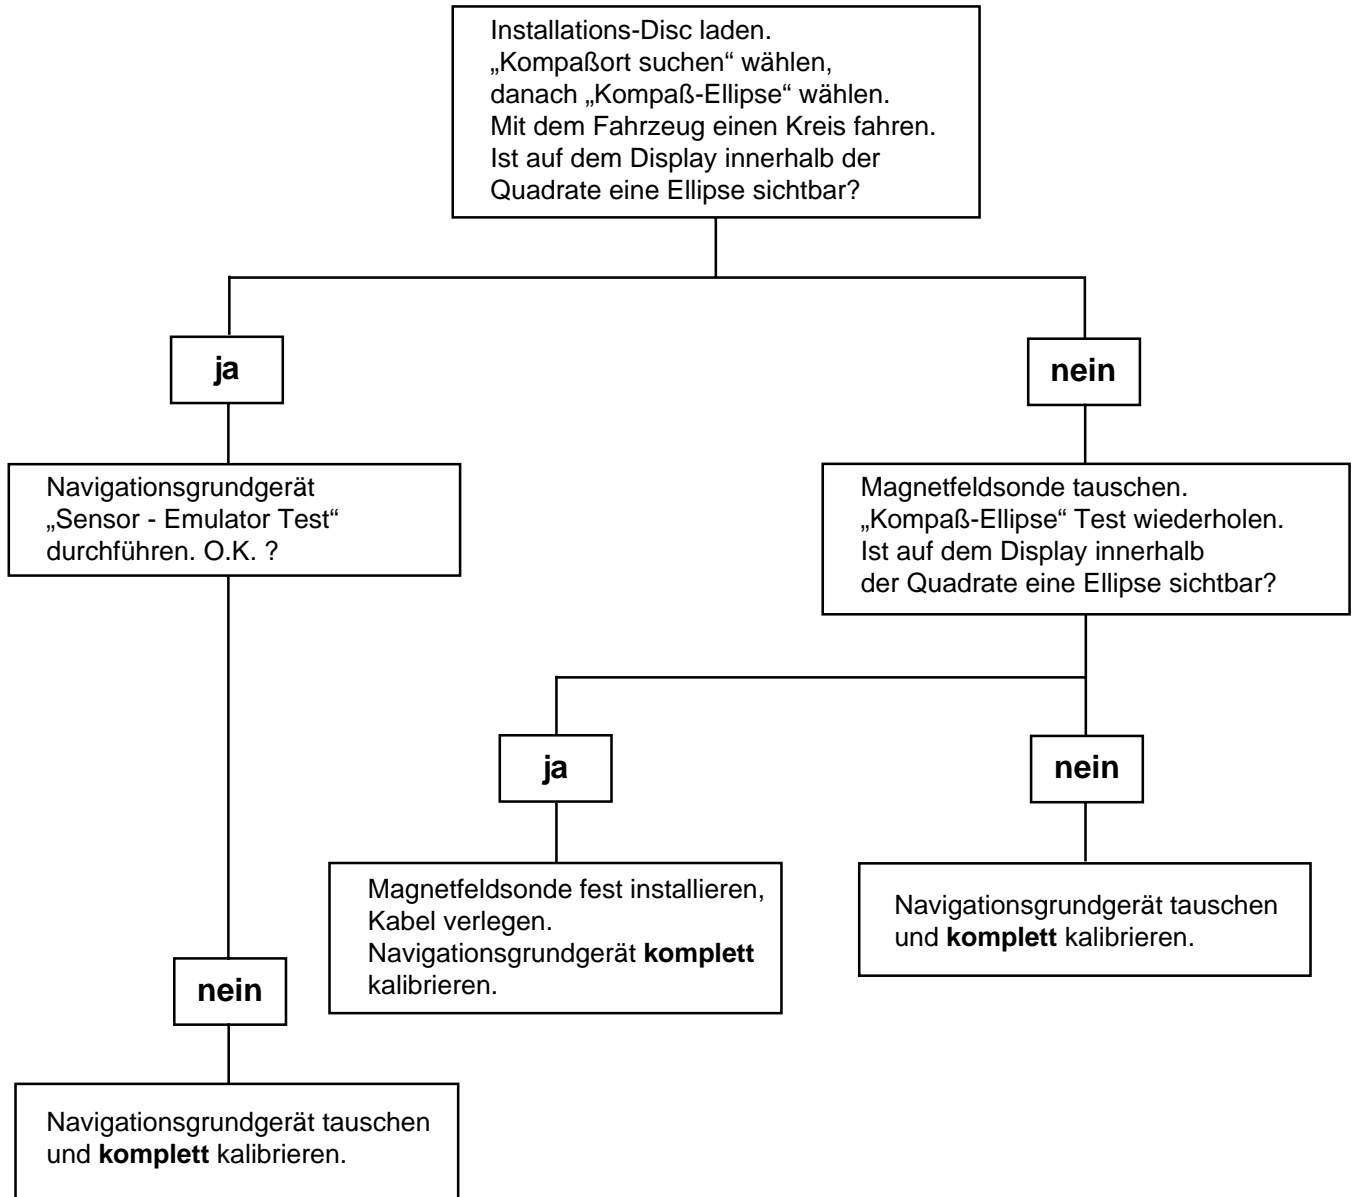 Installations-Disc laden.
„Kompaßort suchen“ wählen,
danach „Kompaß-Ellipse“ wählen.
Mit dem Fahrzeug einen Kreis fahren.
Ist auf dem Display innerhalb der
Quadrate eine Ellipse sichtbar?
ja
nein
Navigationsgrundgerät
„Sensor - Emulator Test“
durchführen. O.K. ?
Magnetfeldsonde tauschen.
„Kompaß-Ellipse“ Test wiederholen.
Ist auf dem Display innerhalb
der Quadrate eine Ellipse sichtbar?
ja
nein
Magnetfeldsonde fest installieren,
Kabel verlegen.
Navigationsgrundgerät komplett
kalibrieren.
Navigationsgrundgerät tauschen
und komplett kalibrieren.
nein
Navigationsgrundgerät tauschen
und komplett kalibrieren.